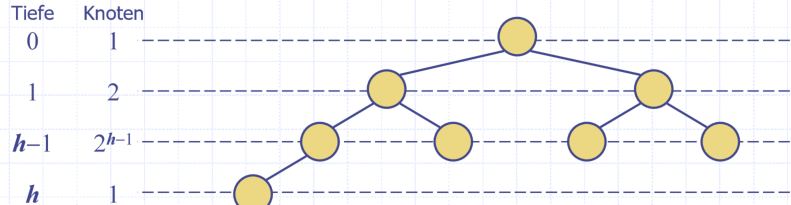 Tiefe Knoten
0 1
1 2
h−1 2^{h−1}
h 1